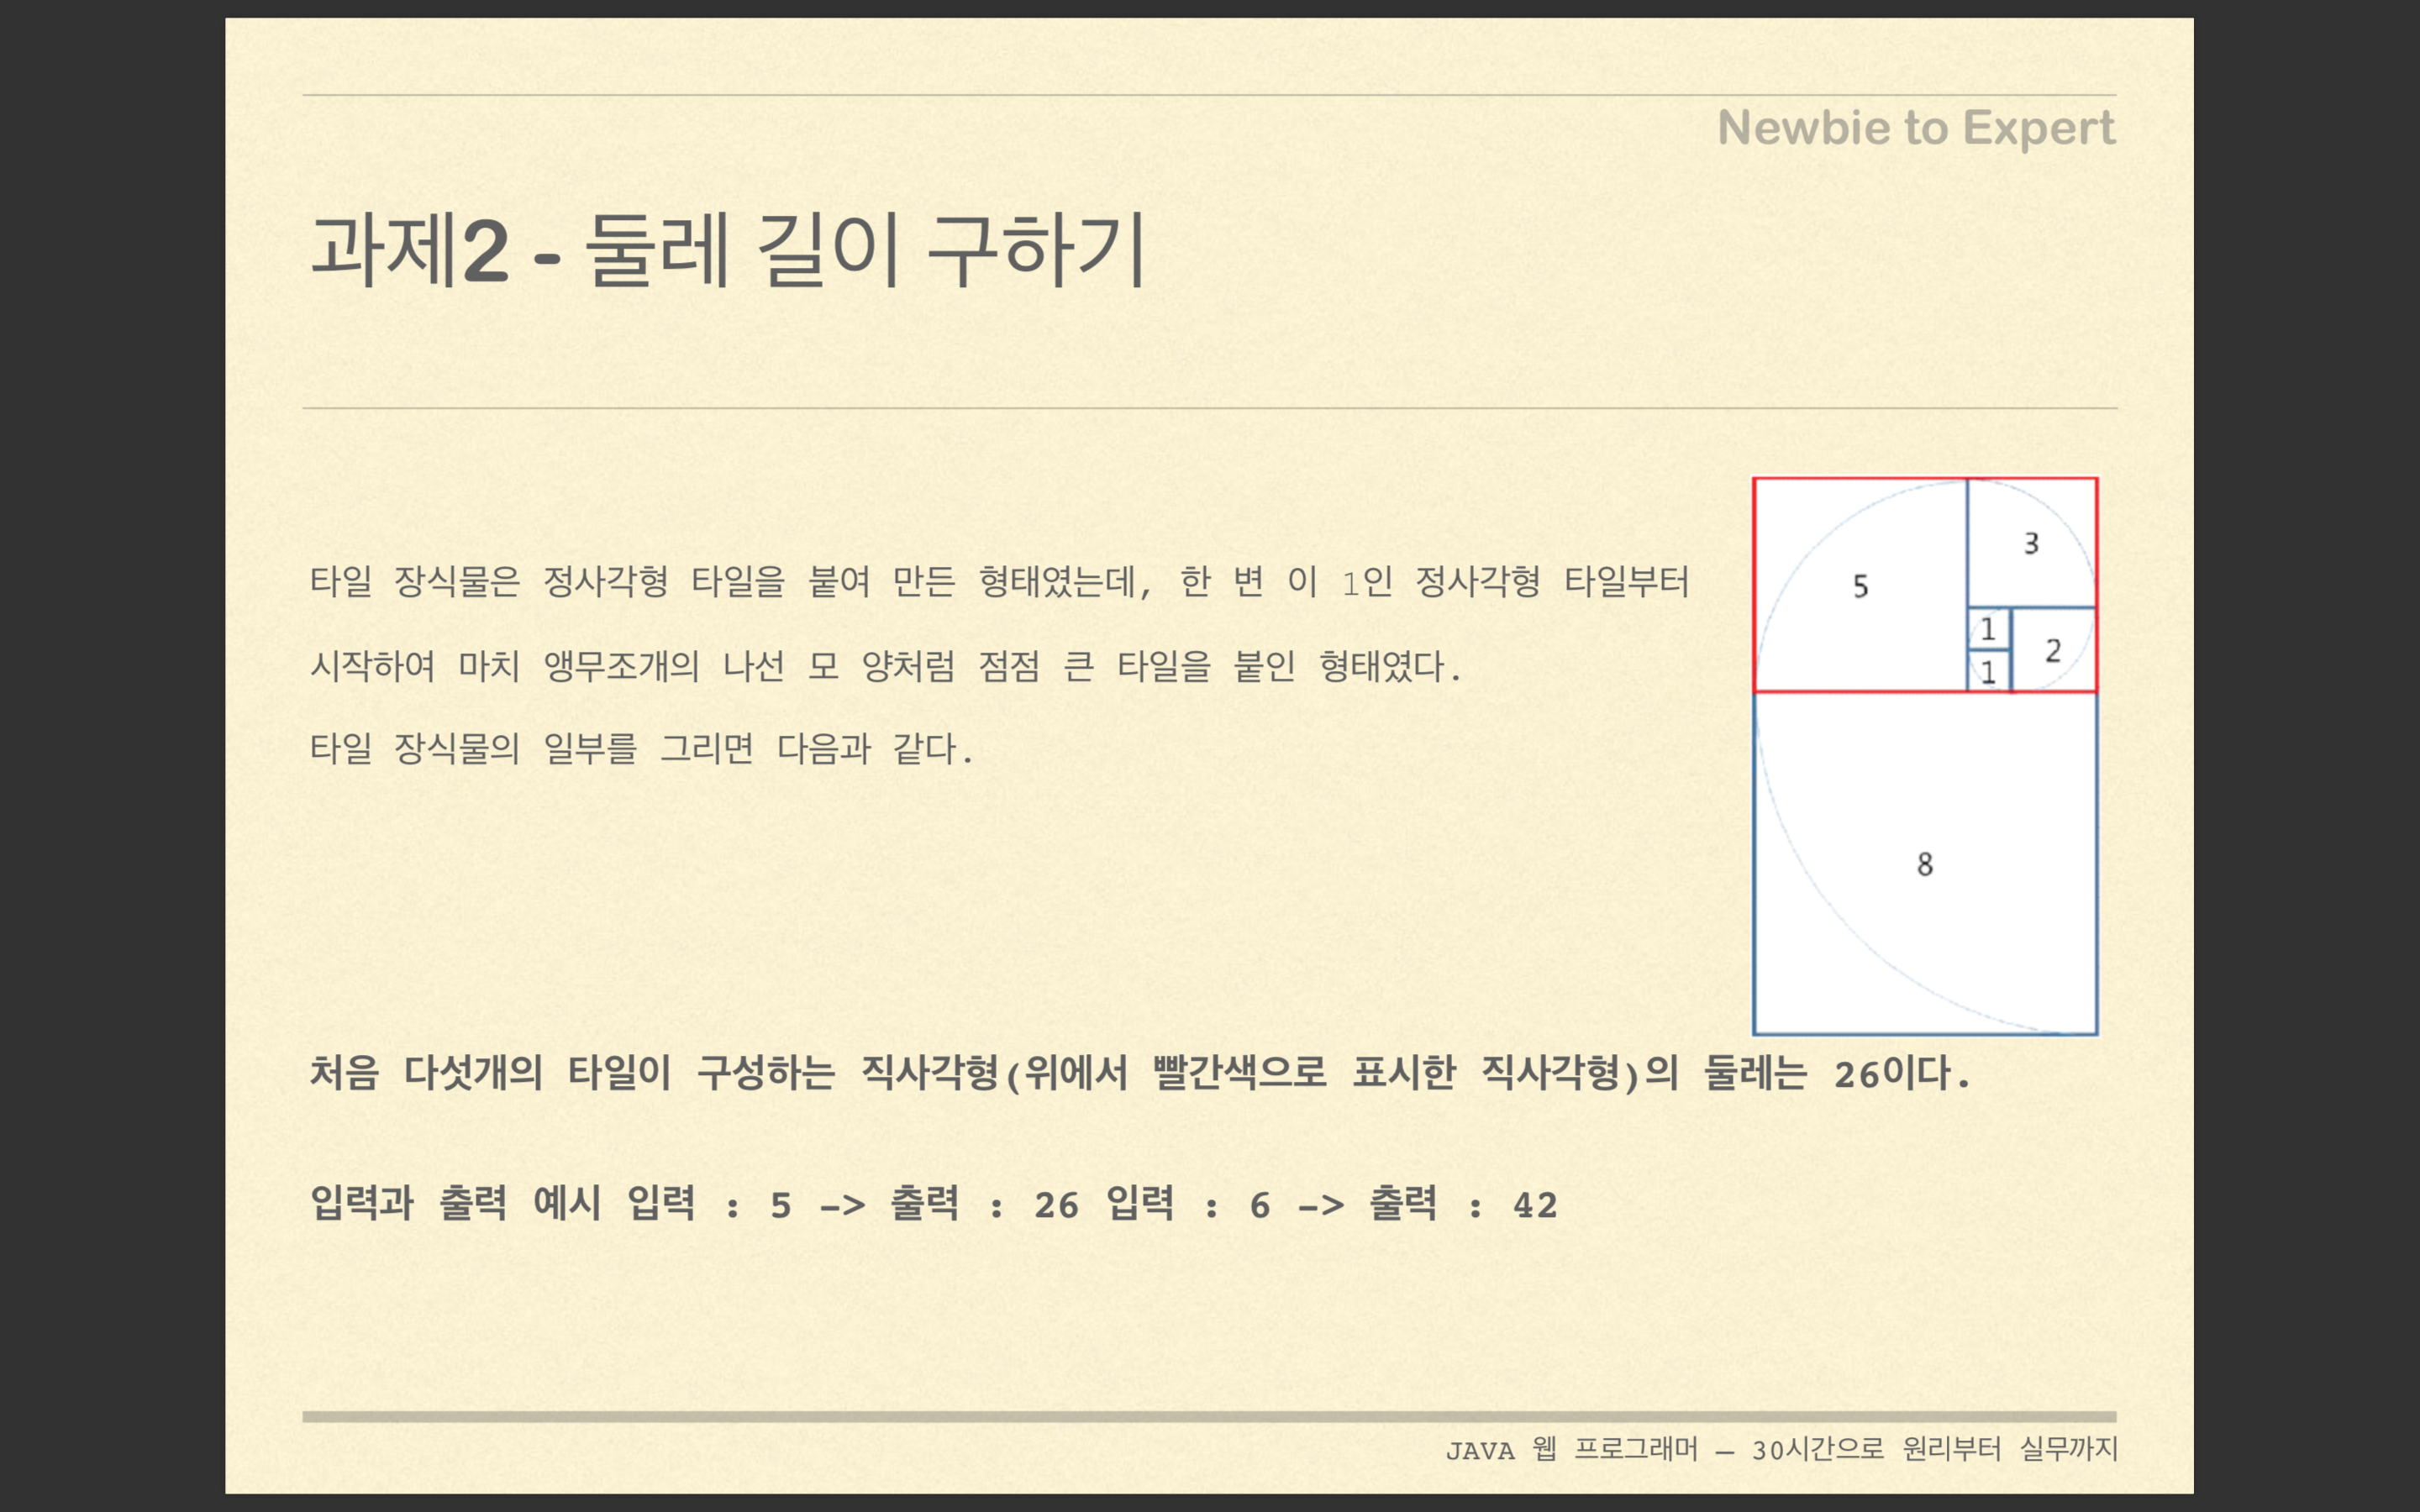 Newbie to Expert
과제2 - 둘레 길이 구하기
타일 장식물은 정사각형 타일을 붙여 만든 형태였는데, 한 변 이 1인 정사각형 타일부터
시작하여 마치 앵무조개의 나선 모 양처럼 점점 큰 타일을 붙인 형태였다.
타일 장식물의 일부를 그리면 다음과 같다.
3
5
1
2
1
8
처음 다섯개의 타일이 구성하는 직사각형(위에서 빨간색으로 표시한 직사각형)의 둘레는 26이다.
입력과 출력 예시 입력 : 5 –> 출력 : 26 입력 : 6 –> 출력 : 42
JAVA 웹 프로그래머 – 30시간으로 원리부터 실무까지